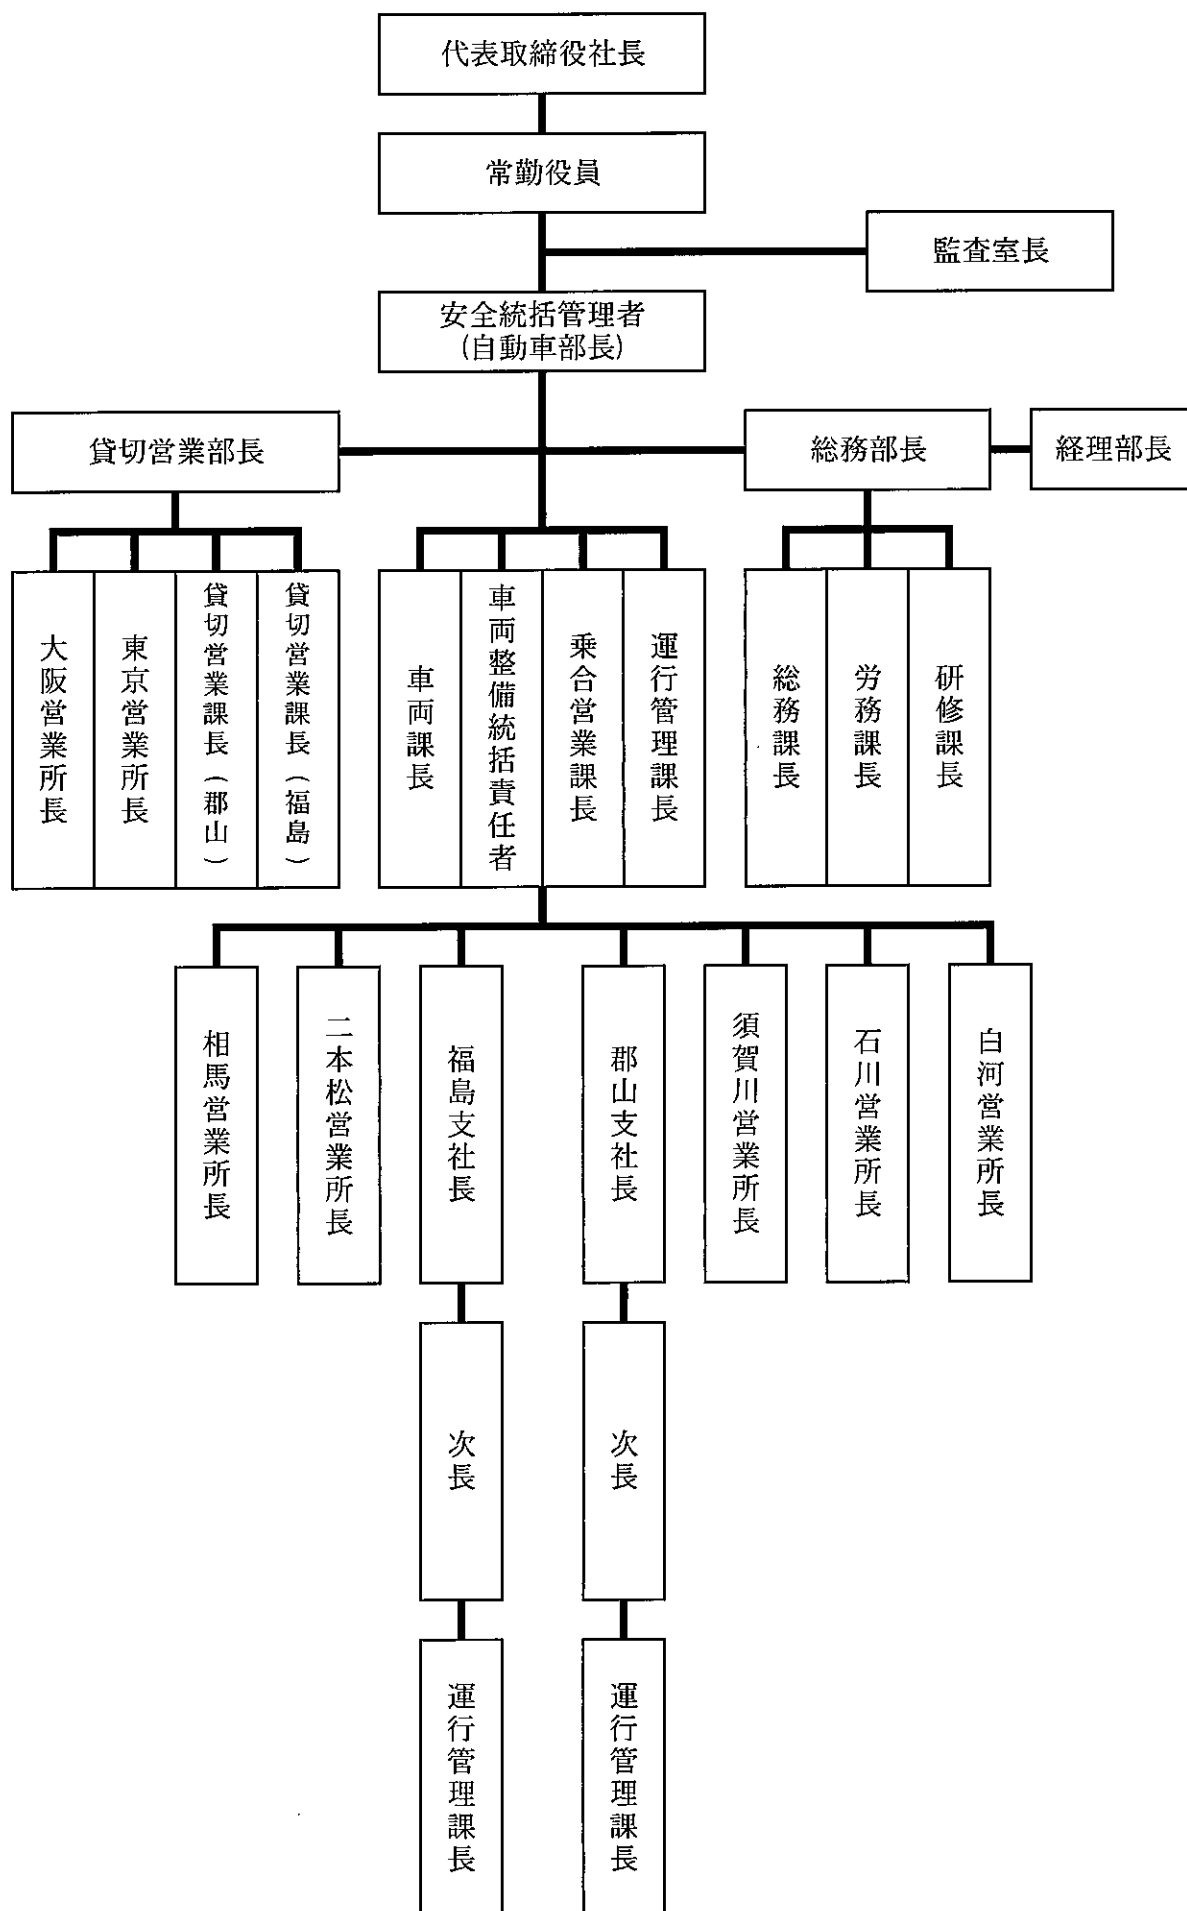 代表取締役社長
常勤役員
監査室長
安全統括管理者
(自動車部長)
貸切営業部長
総務部長
経理部長
大阪営業所長
東京営業所長
貸切営業課長(郡山)
貸切営業課長(福島)
車両課長
車両整備統括責任者
乗合営業課長
運行管理課長
総務課長
労務課長
研修課長
相馬営業所長
二本松営業所長
福島支社長
郡山支社長
須賀川営業所長
石川営業所長
白河営業所長
次長
次長
運行管理課長
運行管理課長